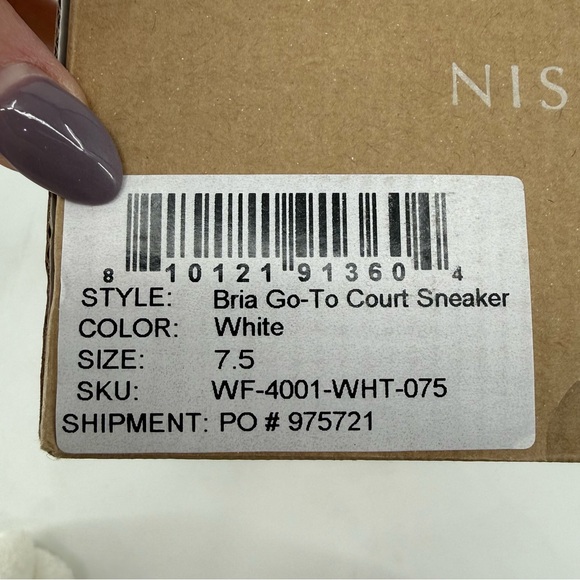 NIS
8 10121 91360 4
STYLE: Bria Go-To Court Sneaker
COLOR: White
SIZE: 7.5
SKU: WF-4001-WHT-075
SHIPMENT: PO # 975721